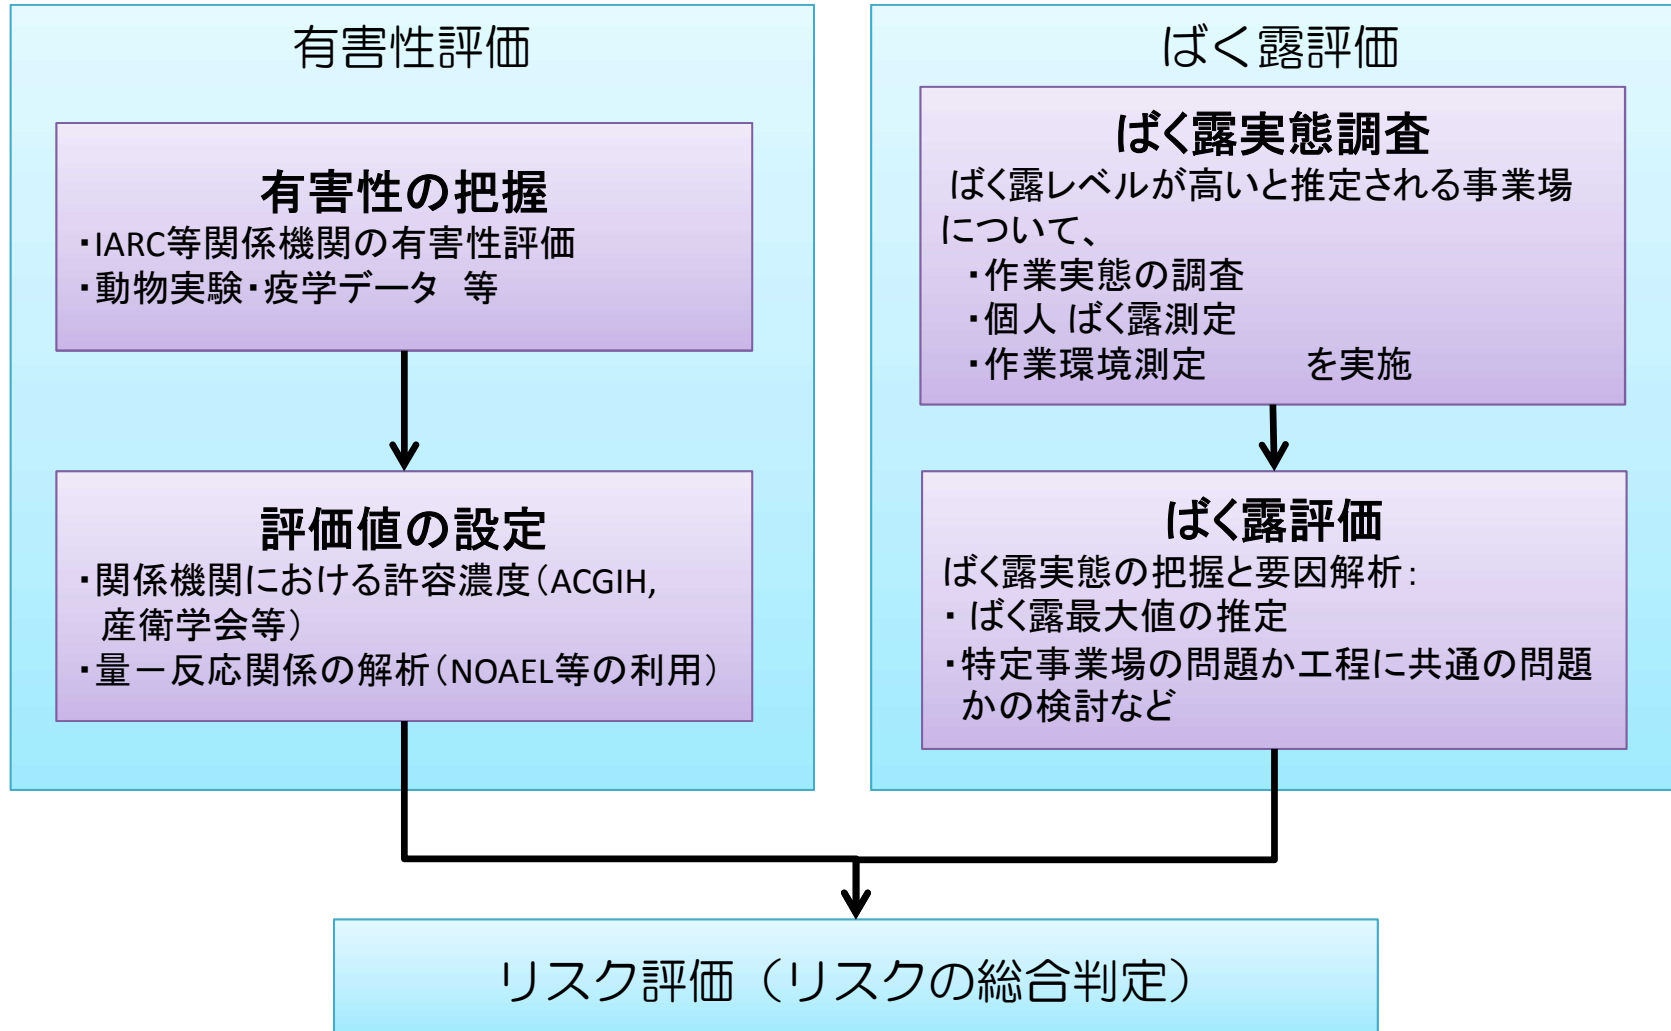 有害性評価
有害性の把握
・IARC等関係機関の有害性評価
・動物実験・疫学データ 等
評価値の設定
・関係機関における許容濃度（ACGIH,
産衛学会等）
・量－反応関係の解析（NOAEL等の利用）
ばく露評価
ばく露実態調査
ばく露レベルが高いと推定される事業場
について、
・作業実態の調査
・個人ばく露測定
・作業環境測定 を実施
ばく露評価
ばく露実態の把握と要因解析：
・ばく露最大値の推定
・特定事業場の問題か工程に共通の問題
かの検討など
リスク評価（リスクの総合判定）